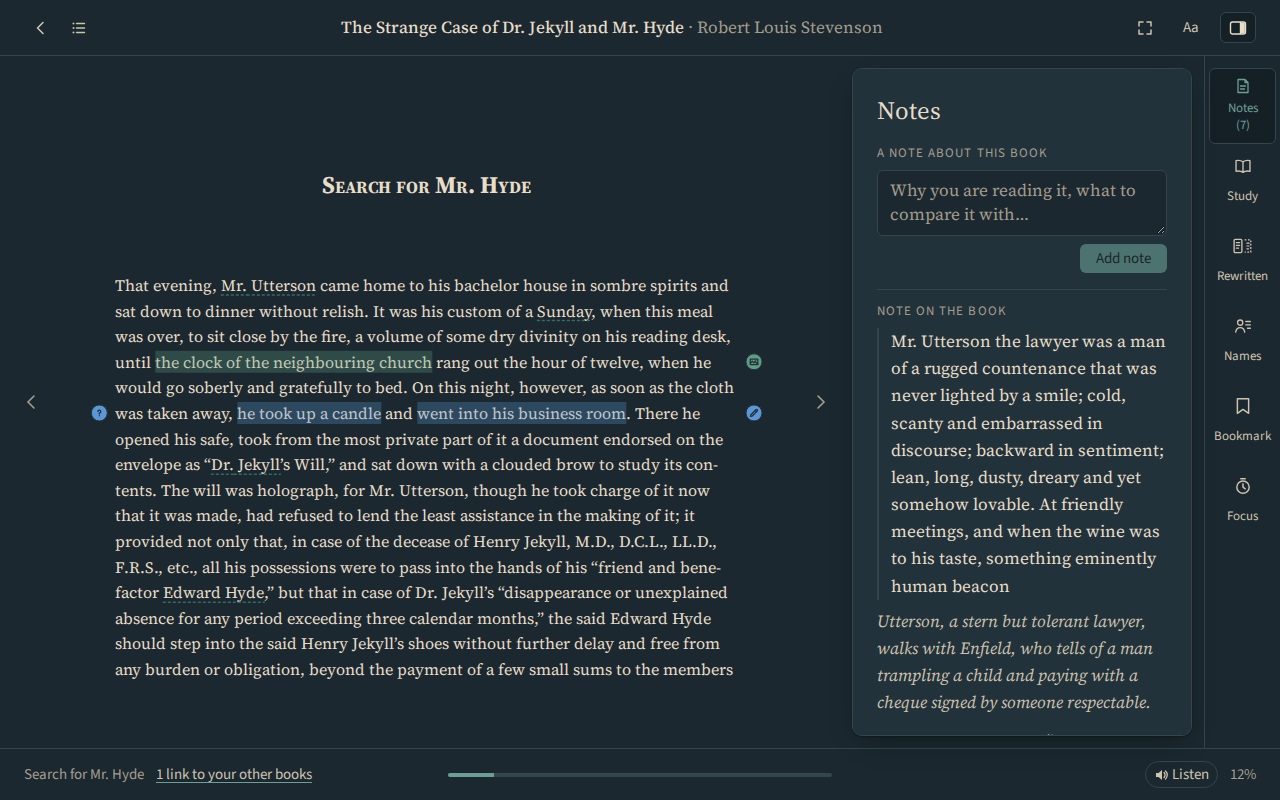 The Strange Case of Dr. Jekyll and Mr. Hyde · Robert Louis Stevenson
Aa
Search for Mr. Hyde
That evening, Mr. Utterson came home to his bachelor house in sombre spirits and
sat down to dinner without relish. It was his custom of a Sunday, when this meal
was over, to sit close by the fire, a volume of some dry divinity on his reading desk,
until the clock of the neighbouring church rang out the hour of twelve, when he
would go soberly and gratefully to bed. On this night, however, as soon as the cloth
? was taken away, he took up a candle and went into his business room. There he
opened his safe, took from the most private part of it a document endorsed on the
envelope as “Dr. Jekyll’s Will,” and sat down with a clouded brow to study its con-
tents. The will was holograph, for Mr. Utterson, though he took charge of it now
that it was made, had refused to lend the least assistance in the making of it; it
provided not only that, in case of the decease of Henry Jekyll, M.D., D.C.L., LL.D.,
F.R.S., etc., all his possessions were to pass into the hands of his “friend and bene-
factor Edward Hyde,” but that in case of Dr. Jekyll’s “disappearance or unexplained
absence for any period exceeding three calendar months,” the said Edward Hyde
should step into the said Henry Jekyll’s shoes without further delay and free from
any burden or obligation, beyond the payment of a few small sums to the members
Notes
A NOTE ABOUT THIS BOOK
Why you are reading it, what to
compare it with...
Add note
NOTE ON THE BOOK
Mr. Utterson the lawyer was a man
of a rugged countenance that was
never lighted by a smile; cold,
scanty and embarrassed in
discourse; backward in sentiment;
lean, long, dusty, dreary and yet
somehow lovable. At friendly
meetings, and when the wine was
to his taste, something eminently
human beacon
Utterson, a stern but tolerant lawyer,
walks with Enfield, who tells of a man
trampling a child and paying with a
cheque signed by someone respectable.
Notes
(7)
Study
Rewritten
Names
Bookmark
Focus
Search for Mr. Hyde 1 link to your other books
Listen 12%